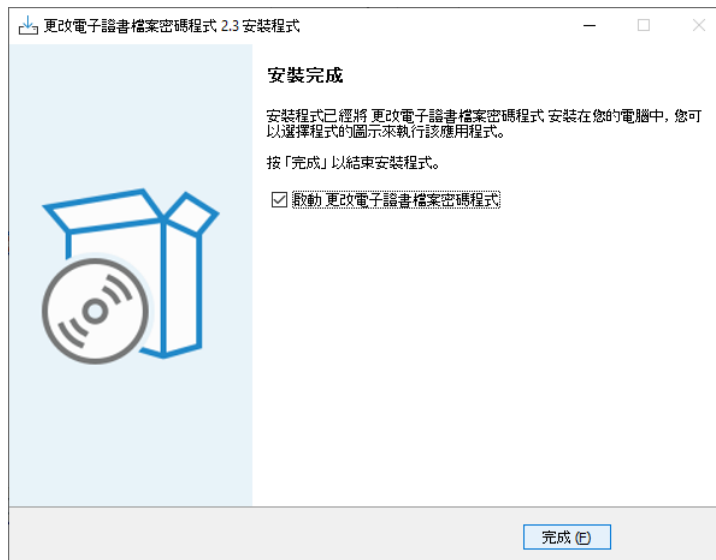 更改電子證書檔案密碼程式 2.3 安裝程式
安裝完成
安裝程式已經將 更改電子證書檔案密碼程式 安裝在您的電腦中，您可
以選擇程式的圖示來執行該應用程式。
按「完成」以結束安裝程式。
啟動 更改電子證書檔案密碼程式
完成 (F)